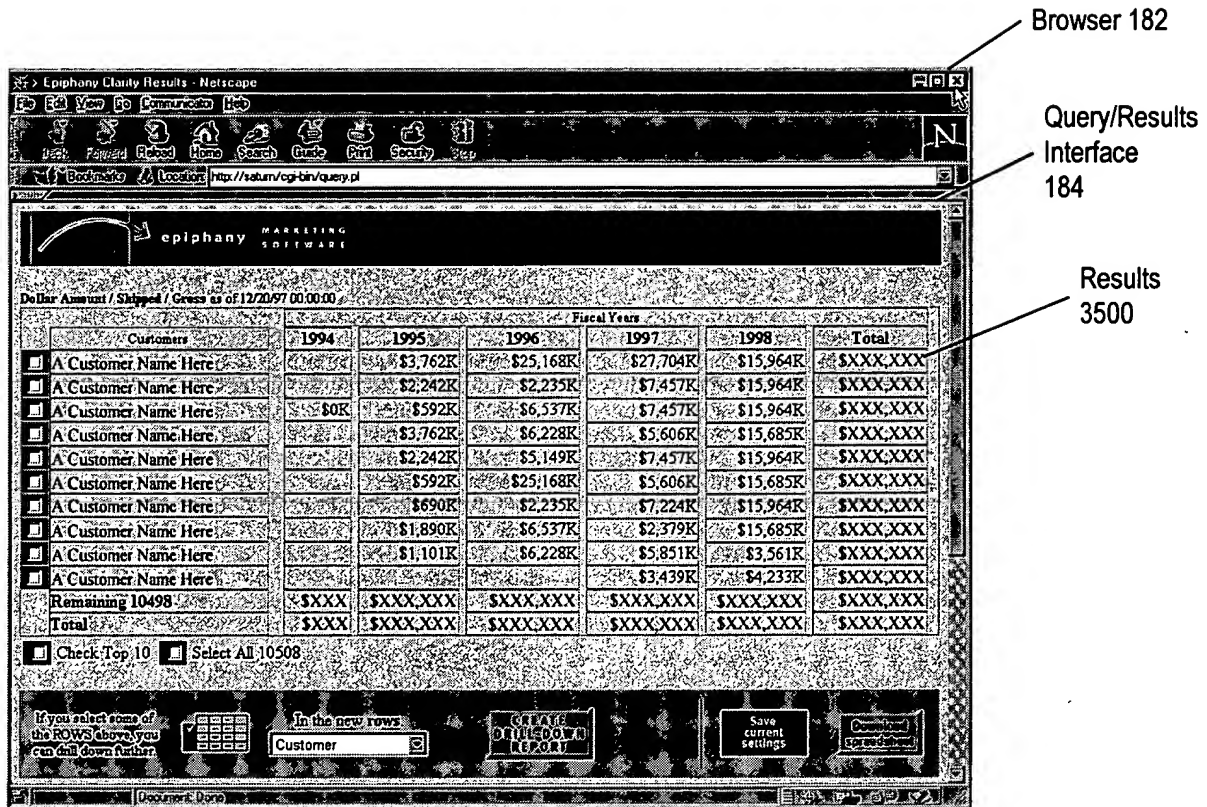 Browser 182
Epiphany Clarity Results - Netscape
File Edit View Go Communicator Help
Back Forward Reload Home Search Guide Print Security Stop
N
Bookmarks Location: http://saturn/cgi-bin/query.pl
Query/Results
Interface
184
epiphany MARKETING
SOFTWARE
Results
3500
Dollar Amount / Shipped / Gross as of 12/20/97 00:00:00
Fiscal Years
Customers 1994 1995 1996 1997 1998 Total
A Customer Name Here $3,762K $25,168K $27,704K $15,964K $XXX,XXX
A Customer Name Here $2,242K $2,235K $7,457K $15,964K $XXX,XXX
A Customer Name Here $0K $592K $6,537K $7,457K $15,964K $XXX,XXX
A Customer Name Here $3,762K $6,228K $5,606K $15,685K $XXX,XXX
A Customer Name Here $2,242K $5,149K $7,457K $15,964K $XXX,XXX
A Customer Name Here $592K $25,168K $5,606K $15,685K $XXX,XXX
A Customer Name Here $690K $2,235K $7,224K $15,964K $XXX,XXX
A Customer Name Here $1,890K $6,537K $2,379K $15,685K $XXX,XXX
A Customer Name Here $1,101K $6,228K $5,851K $3,561K $XXX,XXX
A Customer Name Here $3,439K $4,233K $XXX,XXX
Remaining 10498 $XXX $XXX,XXX $XXX,XXX $XXX,XXX $XXX,XXX $XXX,XXX
Total $XXX $XXX,XXX $XXX,XXX $XXX,XXX $XXX,XXX $XXX,XXX
Check Top 10 Select All 10508
If you select some of
the ROWS above, you
can drill down further
In the new rows
Customer
CREATE
DRILL-DOWN
REPORT
Save
current
settings
Download
spreadsheet
Document: Done